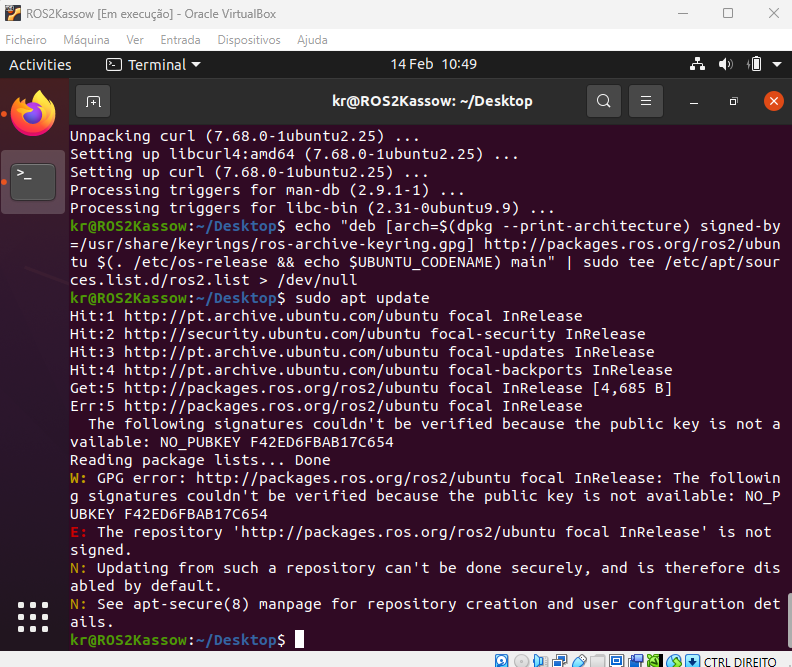 ROS2Kassow [Em execução] - Oracle VirtualBox
Ficheiro Máquina Ver Entrada Dispositivos Ajuda
Activities Terminal 14 Feb 10:49
kr@ROS2Kassow: ~/Desktop
Unpacking curl (7.68.0-1ubuntu2.25) ...
Setting up libcurl4:amd64 (7.68.0-1ubuntu2.25) ...
Setting up curl (7.68.0-1ubuntu2.25) ...
Processing triggers for man-db (2.9.1-1) ...
Processing triggers for libc-bin (2.31-0ubuntu9.9) ...
kr@ROS2Kassow:~/Desktop$ echo "deb [arch=$(dpkg --print-architecture) signed-by
=/usr/share/keyrings/ros-archive-keyring.gpg] http://packages.ros.org/ros2/ubun
tu $(. /etc/os-release && echo $UBUNTU_CODENAME) main" | sudo tee /etc/apt/sour
ces.list.d/ros2.list > /dev/null
kr@ROS2Kassow:~/Desktop$ sudo apt update
Hit:1 http://pt.archive.ubuntu.com/ubuntu focal InRelease
Hit:2 http://security.ubuntu.com/ubuntu focal-security InRelease
Hit:3 http://pt.archive.ubuntu.com/ubuntu focal-updates InRelease
Hit:4 http://pt.archive.ubuntu.com/ubuntu focal-backports InRelease
Get:5 http://packages.ros.org/ros2/ubuntu focal InRelease [4,685 B]
Err:5 http://packages.ros.org/ros2/ubuntu focal InRelease
The following signatures couldn't be verified because the public key is not a
vailable: NO_PUBKEY F42ED6FBAB17C654
Reading package lists... Done
W: GPG error: http://packages.ros.org/ros2/ubuntu focal InRelease: The followin
g signatures couldn't be verified because the public key is not available: NO_P
UBKEY F42ED6FBAB17C654
E: The repository 'http://packages.ros.org/ros2/ubuntu focal InRelease' is not
signed.
N: Updating from such a repository can't be done securely, and is therefore dis
abled by default.
N: See apt-secure(8) manpage for repository creation and user configuration det
ails.
kr@ROS2Kassow:~/Desktop$
CTRL DIREITO